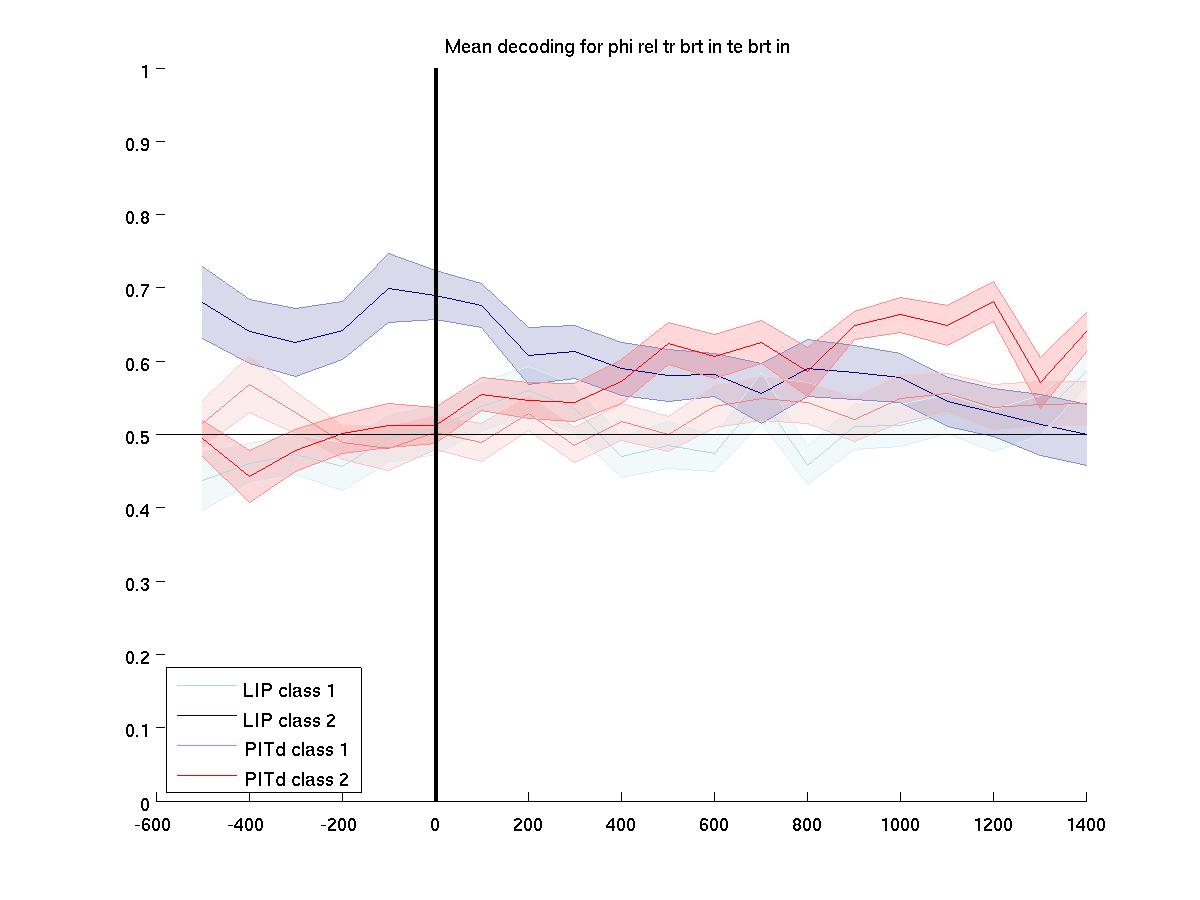 Mean decoding for phi rel tr brt in te brt in
1
0.9
0.8
0.7
0.6
0.5
0.4
0.3
0.2
0.1
0
LIP class 1
LIP class 2
PITd class 1
PITd class 2
-600 -400 -200 0 200 400 600 800 1000 1200 1400